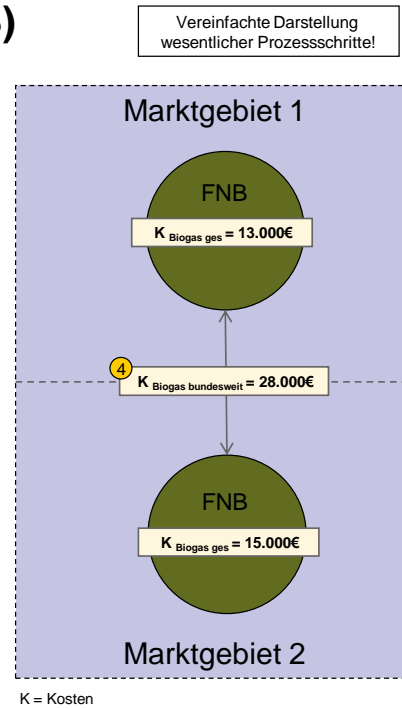 )
Vereinfachte Darstellung
wesentlicher Prozessschritte!
Marktgebiet 1
FNB
K Biogas ges = 13.000€
4
K Biogas bundesweit = 28.000€
FNB
K Biogas ges = 15.000€
Marktgebiet 2
K = Kosten